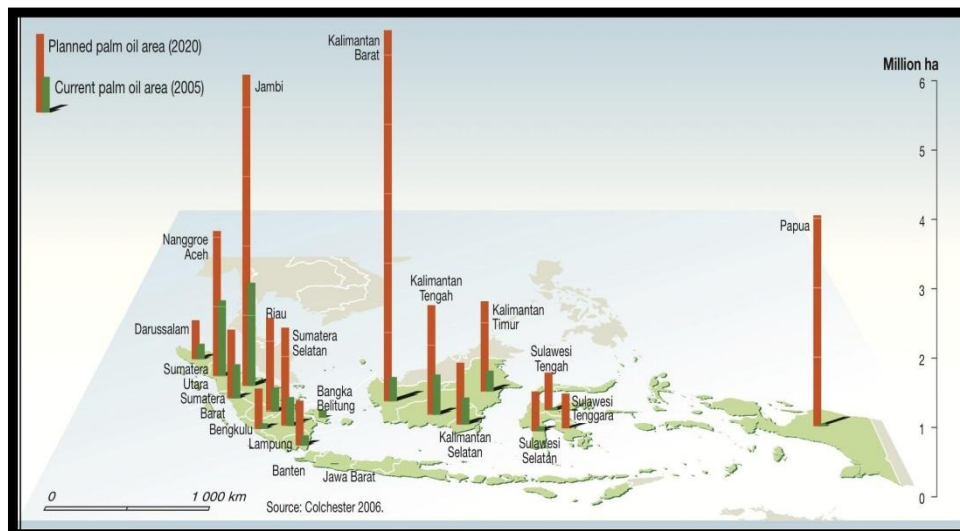 Planned palm oil area (2020)
Current palm oil area (2005)
Kalimantan
Barat
Million ha
6
5
4
3
2
1
0
Jambi
Papua
Nanggroe
Aceh
Kalimantan
Tengah
Kalimantan
Timur
Darussalam
Riau
Sumatera
Selatan
Sulawesi
Tengah
Sumatera
Utara
Sumatera
Barat
Bangka
Belitung
Sulawesi
Tenggara
Bengkulu
Lampung
Kalimantan
Selatan
Sulawesi
Selatan
Banten
Jawa Barat
0
1 000 km
Source: Colchester 2006.